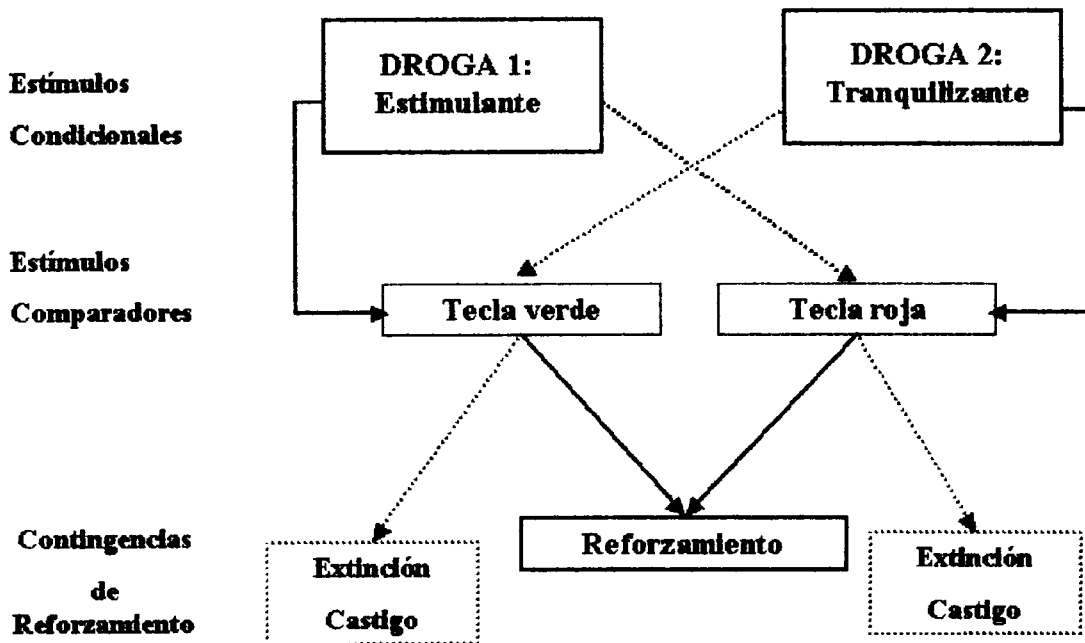 Estímulos
Condicionales
DROGA 1:
Estimulante
DROGA 2:
Tranquilizante
Estímulos
Comparadores
Tecla verde
Tecla roja
Contingencias
de
Reforzamiento
Extinción
Castigo
Reforzamiento
Extinción
Castigo